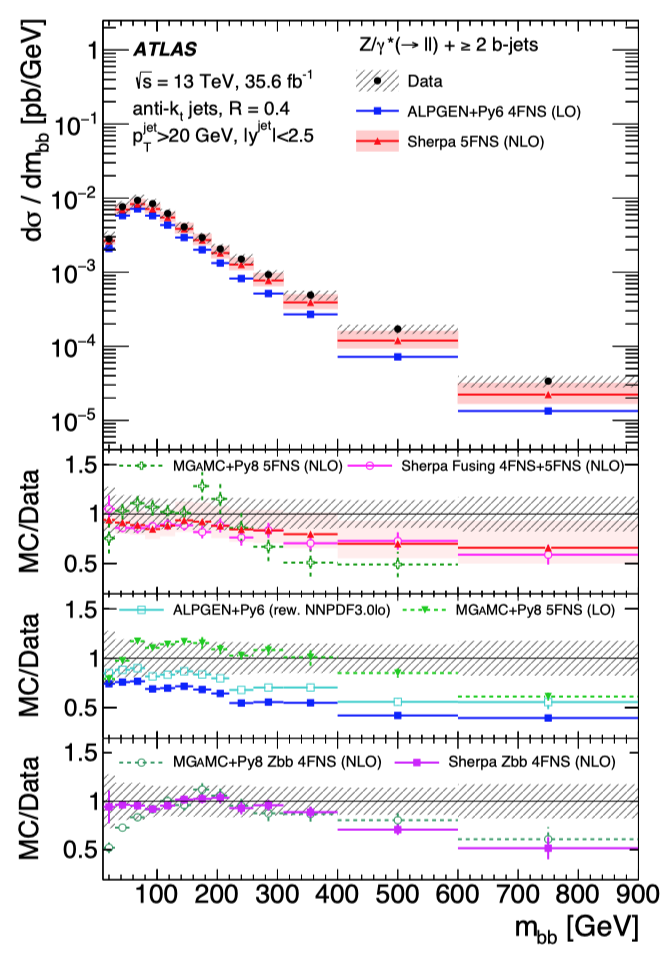 ATLAS
√s = 13 TeV, 35.6 fb⁻¹
anti-kₜ jets, R = 0.4
p_T^jet>20 GeV, |y^jet|<2.5
Z/γ*(→ ll) + ≥ 2 b-jets
Data
ALPGEN+Py6 4FNS (LO)
Sherpa 5FNS (NLO)
dσ / dm_bb [pb/GeV]
1
10⁻¹
10⁻²
10⁻³
10⁻⁴
10⁻⁵
MGAMC+Py8 5FNS (NLO) Sherpa Fusing 4FNS+5FNS (NLO)
MC/Data
1.5
1
0.5
ALPGEN+Py6 (rew. NNPDF3.0lo) MGAMC+Py8 5FNS (LO)
MC/Data
1.5
1
0.5
MGAMC+Py8 Zbb 4FNS (NLO) Sherpa Zbb 4FNS (NLO)
MC/Data
1.5
1
0.5
100 200 300 400 500 600 700 800 900
m_bb [GeV]